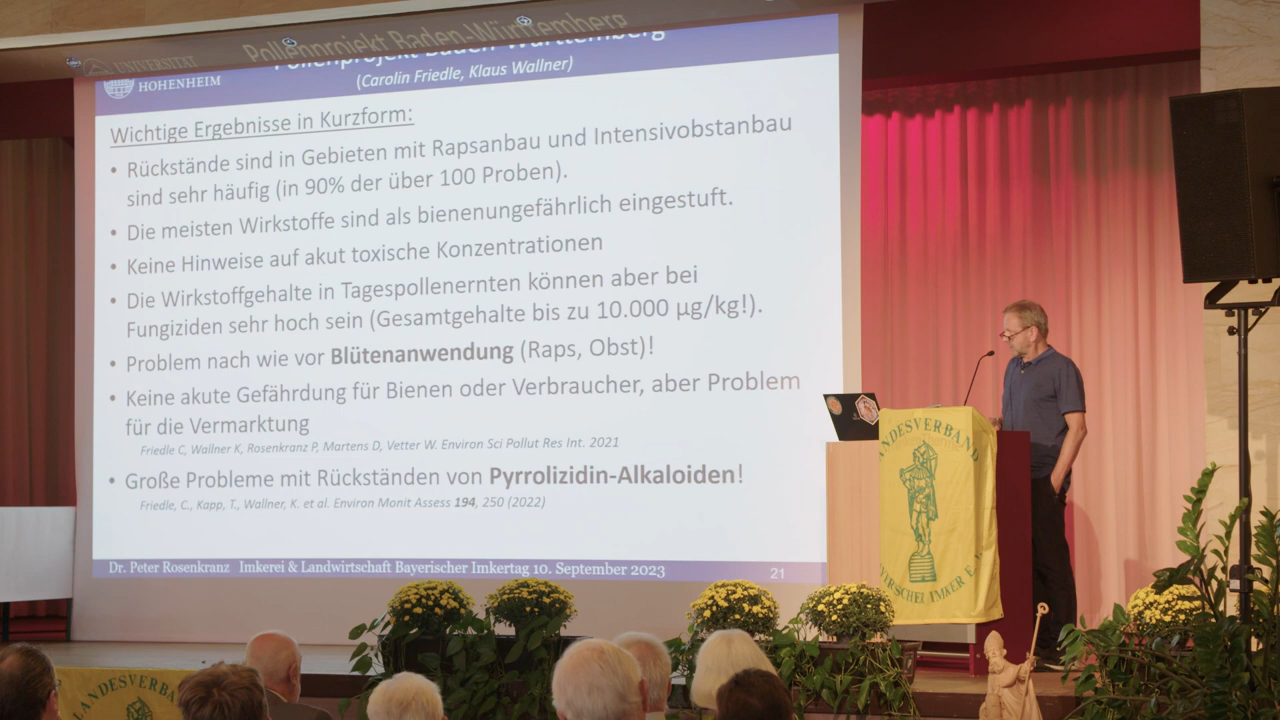 Pollenprojekt Baden-Württemberg
UNIVERSITÄT
HOHENHEIM
Pollenprojekt Baden-Württemberg
(Carolin Friedle, Klaus Wallner)
Wichtige Ergebnisse in Kurzform:
• Rückstände sind in Gebieten mit Rapsanbau und Intensivobstanbau
sind sehr häufig (in 90% der über 100 Proben).
• Die meisten Wirkstoffe sind als bienenungefährlich eingestuft.
• Keine Hinweise auf akut toxische Konzentrationen
• Die Wirkstoffgehalte in Tagespollenernten können aber bei
Fungiziden sehr hoch sein (Gesamtgehalte bis zu 10.000 µg/kg!).
• Problem nach wie vor Blütenanwendung (Raps, Obst)!
• Keine akute Gefährdung für Bienen oder Verbraucher, aber Problem
für die Vermarktung
Friedle C, Wallner K, Rosenkranz P, Martens D, Vetter W. Environ Sci Pollut Res Int. 2021
• Große Probleme mit Rückständen von Pyrrolizidin-Alkaloiden!
Friedle, C., Kapp, T., Wallner, K. et al. Environ Monit Assess 194, 250 (2022)
Dr. Peter Rosenkranz Imkerei & Landwirtschaft Bayerischer Imkertag 10. September 2023
21
LANDESVERBAND
IMKER E.
LANDESVERBAND